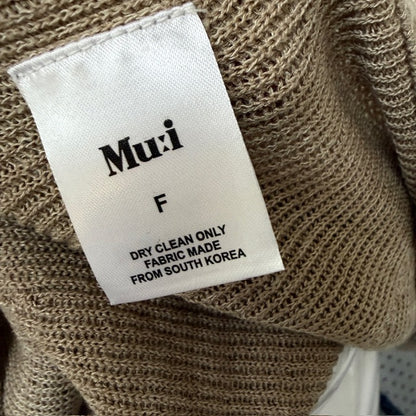 Mu:i
F
DRY CLEAN ONLY
FABRIC MADE
FROM SOUTH KOREA